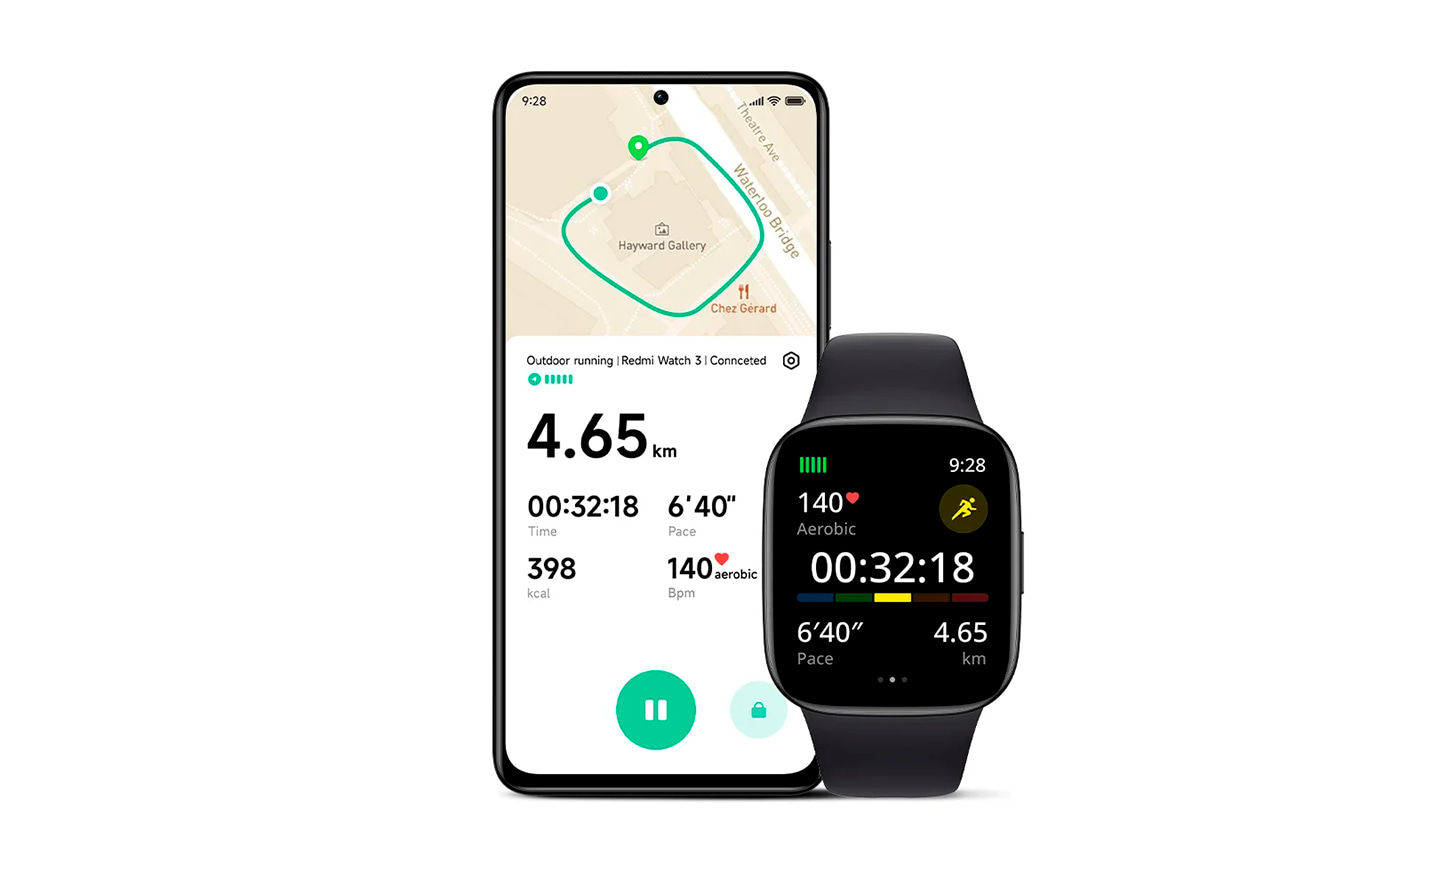 9:28
Theatre Ave
Waterloo Bridge
Hayward Gallery
Chez Gérard
Outdoor running | Redmi Watch 3 | Connceted
4.65 km
00:32:18 6'40"
Time Pace
398 140 aerobic
kcal Bpm
9:28
140
Aerobic
00:32:18
6'40" 4.65
Pace km